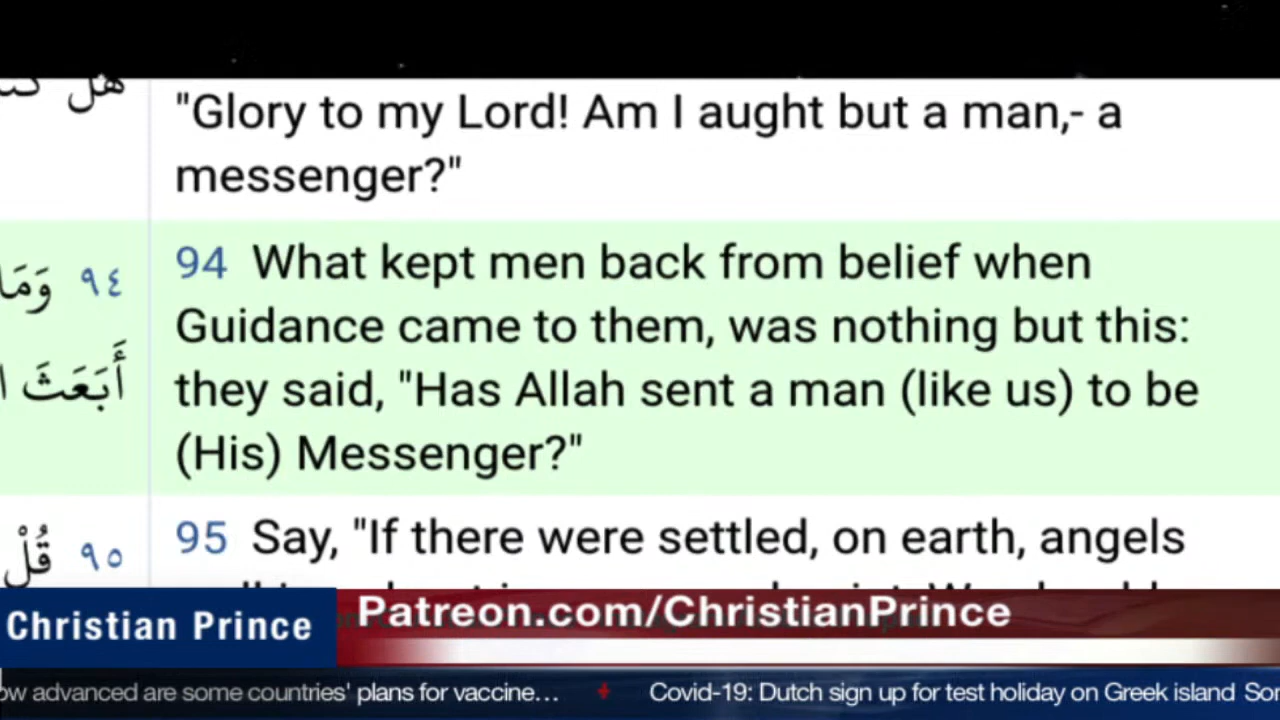 هل
"Glory to my Lord! Am I aught but a man,- a
messenger?"
٩٤ وَمَا
أَبَعَثَ
94 What kept men back from belief when
Guidance came to them, was nothing but this:
they said, "Has Allah sent a man (like us) to be
(His) Messenger?"
٩٥ قُلْ
95 Say, "If there were settled, on earth, angels
Christian Prince
Patreon.com/ChristianPrince
ow advanced are some countries' plans for vaccine… Covid-19: Dutch sign up for test holiday on Greek island Sor